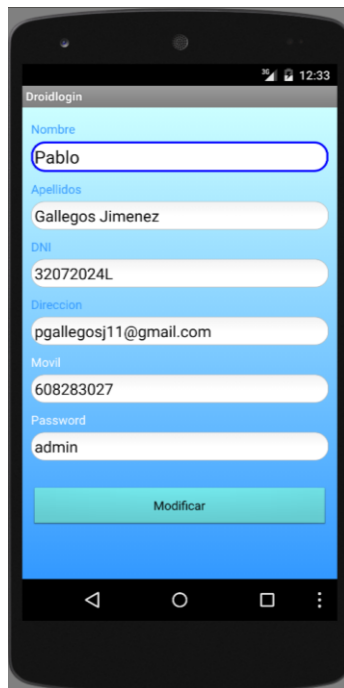 3G 12:33
Droidlogin
Nombre
Pablo
Apellidos
Gallegos Jimenez
DNI
32072024L
Direccion
pgallegosj11@gmail.com
Movil
608283027
Password
admin
Modificar